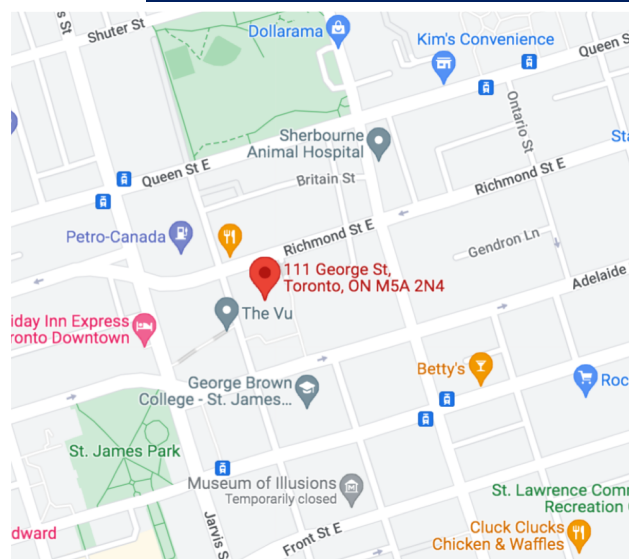 Shuter St
Dollarama
Kim's Convenience
Queen S
Ontario St
Sherbourne
Animal Hospital
Sta
Queen St E
Britain St
Richmond St E
Petro-Canada
Richmond St E
Gendron Ln
111 George St,
Toronto, ON M5A 2N4
Adelaide
The Vu
iday Inn Express
ronto Downtown
Betty's
George Brown
College - St. James...
Roc
St. James Park
Museum of Illusions
Temporarily closed
St. Lawrence Com
Recreation
dward
Jarvis S
Front St E
Cluck Clucks
Chicken & Waffles